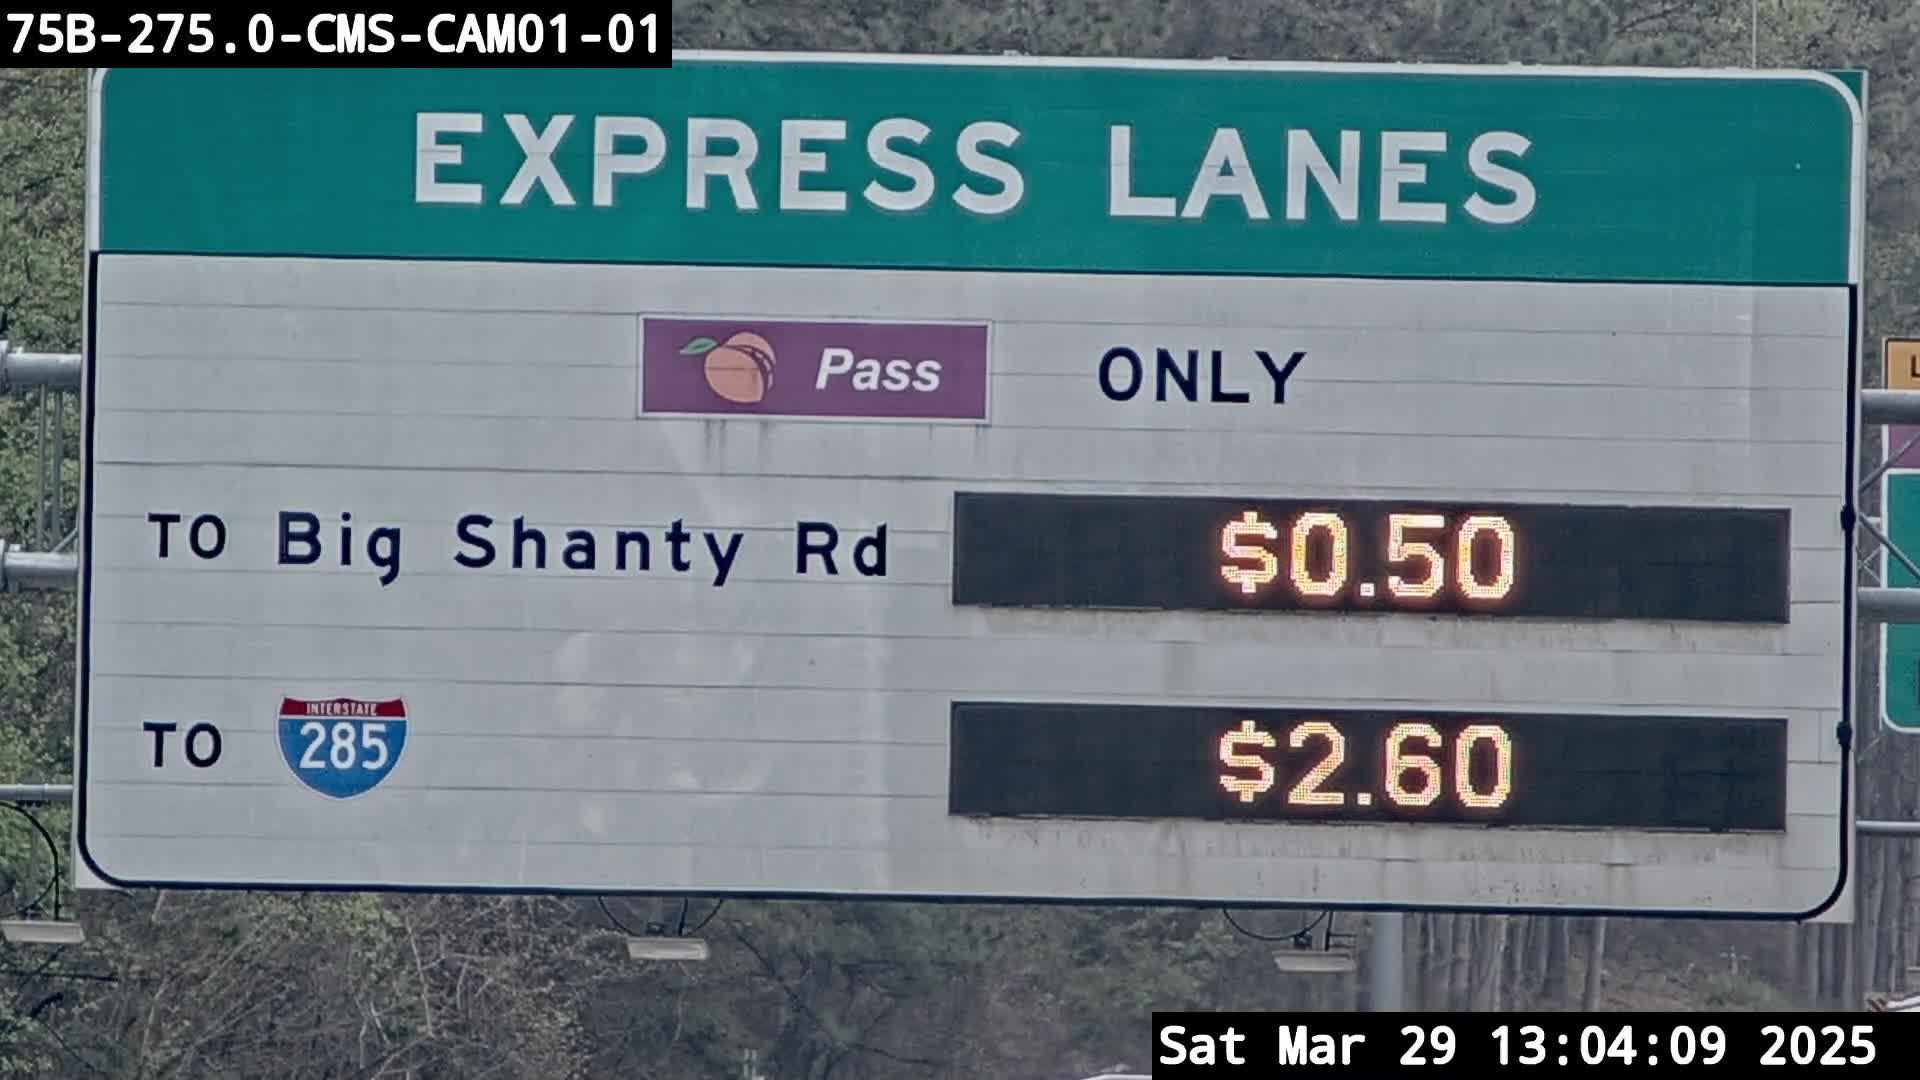 75B-275.0-CMS-CAM01-01
EXPRESS LANES
Pass ONLY
TO Big Shanty Rd $0.50
TO INTERSTATE 285 $2.60
Sat Mar 29 13:04:09 2025